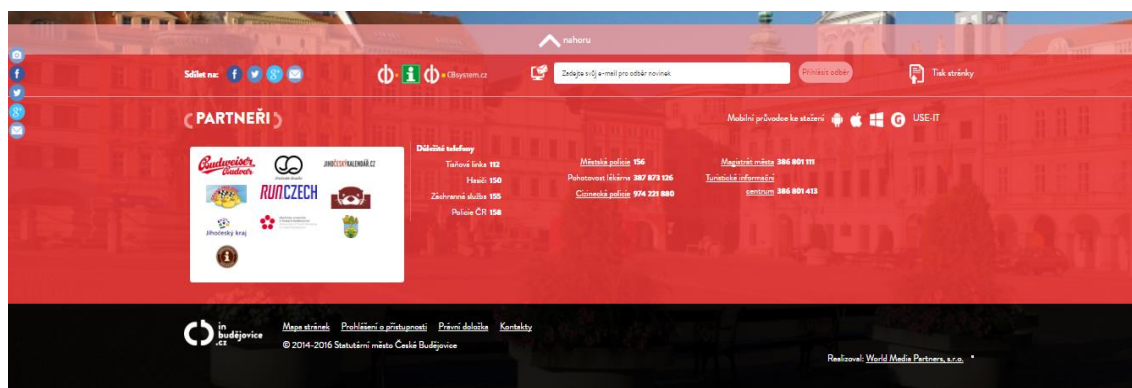 nahoru
Sdílet na:
CBsystem.cz
Zadejte svůj e-mail pro odběr novinek
Přihlásit odběr
Tisk stránky
PARTNEŘI
Mobilní průvodce ke stažení
USE-IT
Budweiser
Budvar
JIHOČESKÝKALENDÁŘ.CZ
RUNCZECH
Jihočeský kraj
Důležité telefony
Tísňová linka 112
Hasiči 150
Záchranná služba 155
Policie ČR 158
Městská policie 156
Pohotovost lékárna 387 873 126
Cizinecká policie 974 221 880
Magistrát města 386 801 111
Turistické informační
centrum 386 801 413
in
budějovice
.cz
Mapa stránek Prohlášení o přístupnosti Právní doložka Kontakty
© 2014-2016 Statutární město České Budějovice
Realizoval: World Media Partners, s.r.o.